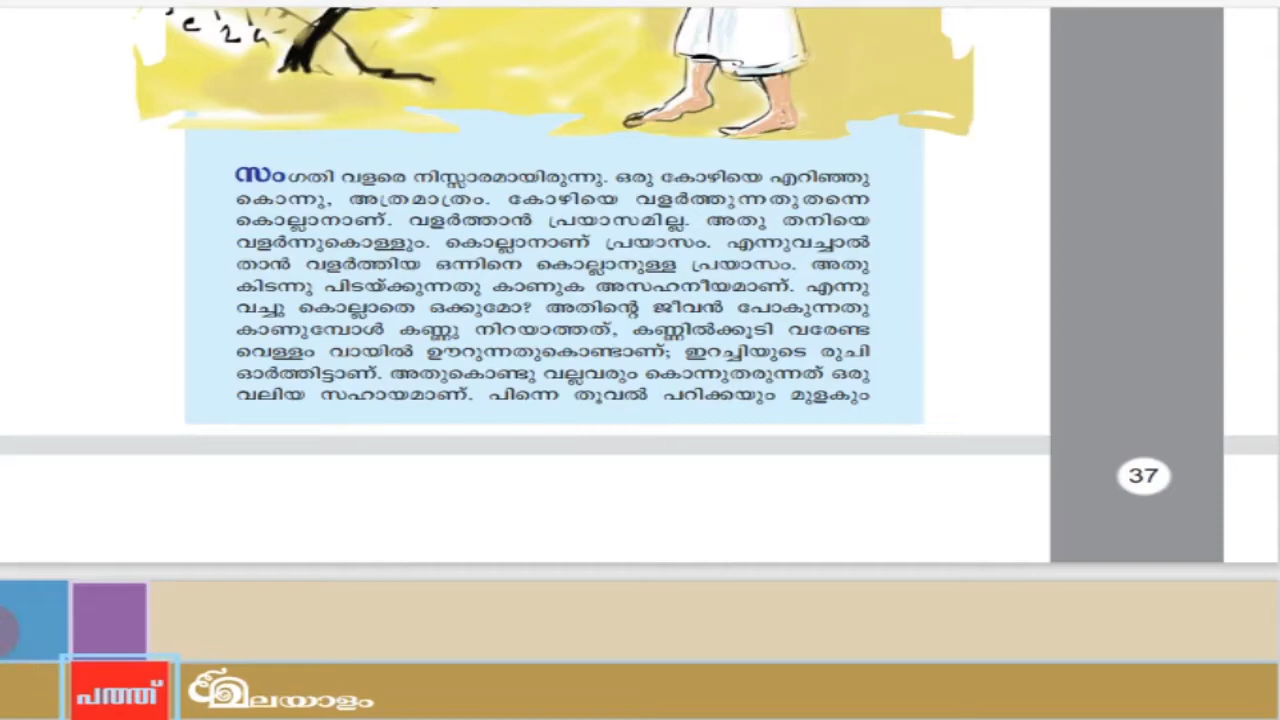 സംഗതി വളരെ നിസ്സാരമായിരുന്നു. ഒരു കോഴിയെ എറിഞ്ഞു
കൊന്നു, അത്രമാത്രം. കോഴിയെ വളർത്തുന്നതുതന്നെ
കൊല്ലാനാണ്. വളർത്താൻ പ്രയാസമില്ല. അതു തനിയെ
വളർന്നുകൊള്ളും. കൊല്ലാനാണ് പ്രയാസം. എന്നുവച്ചാൽ
താൻ വളർത്തിയ ഒന്നിനെ കൊല്ലാനുള്ള പ്രയാസം. അതു
കിടന്നു പിടയ്ക്കുന്നതു കാണുക അസഹനീയമാണ്. എന്നു
വച്ചു കൊല്ലാതെ ഒക്കുമോ? അതിന്റെ ജീവൻ പോകുന്നതു
കാണുമ്പോൾ കണ്ണു നിറയാത്തത്, കണ്ണിൽക്കൂടി വരേണ്ട
വെള്ളം വായിൽ ഊറുന്നതുകൊണ്ടാണ്; ഇറച്ചിയുടെ രുചി
ഓർത്തിട്ടാണ്. അതുകൊണ്ടു വല്ലവരും കൊന്നുതരുന്നത് ഒരു
വലിയ സഹായമാണ്. പിന്നെ തൂവൽ പറിക്കയും മുളകും
37
പത്ത് മലയാളം